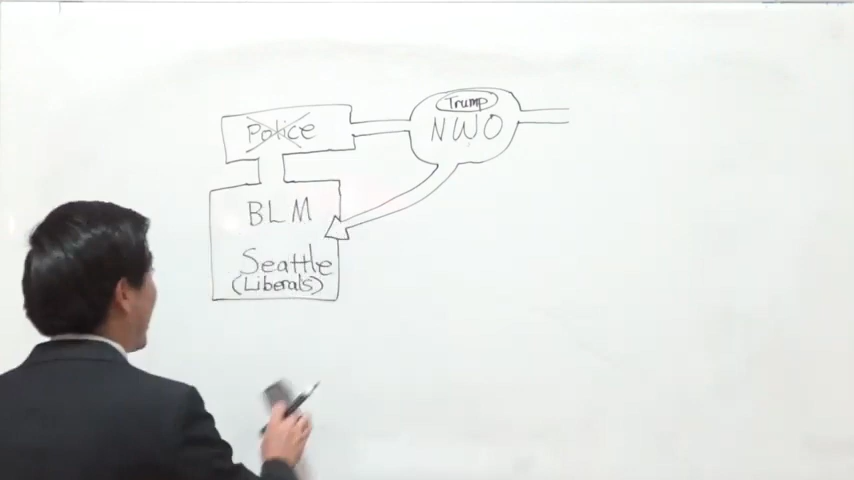 Trump
Police
NWO
BLM
Seattle
(Liberals)